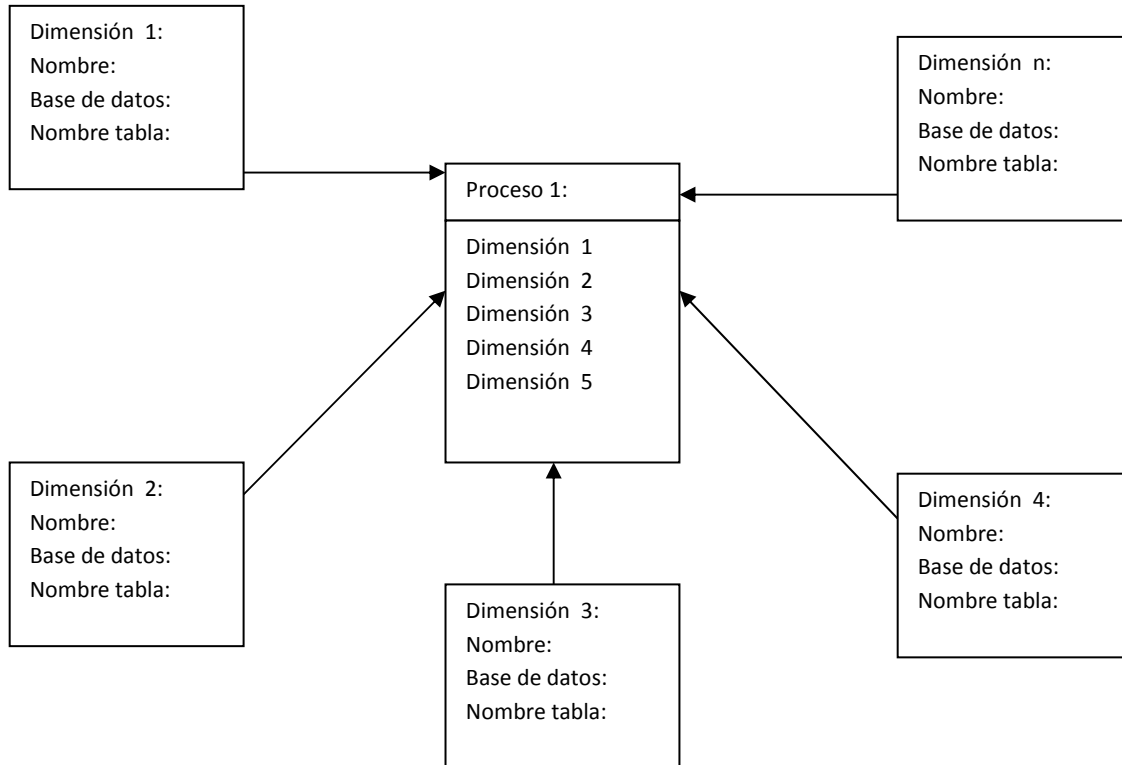 Dimensión 1:
Nombre:
Base de datos:
Nombre tabla:
Dimensión n:
Nombre:
Base de datos:
Nombre tabla:
Proceso 1:
Dimensión 1
Dimensión 2
Dimensión 3
Dimensión 4
Dimensión 5
Dimensión 2:
Nombre:
Base de datos:
Nombre tabla:
Dimensión 3:
Nombre:
Base de datos:
Nombre tabla:
Dimensión 4:
Nombre:
Base de datos:
Nombre tabla: